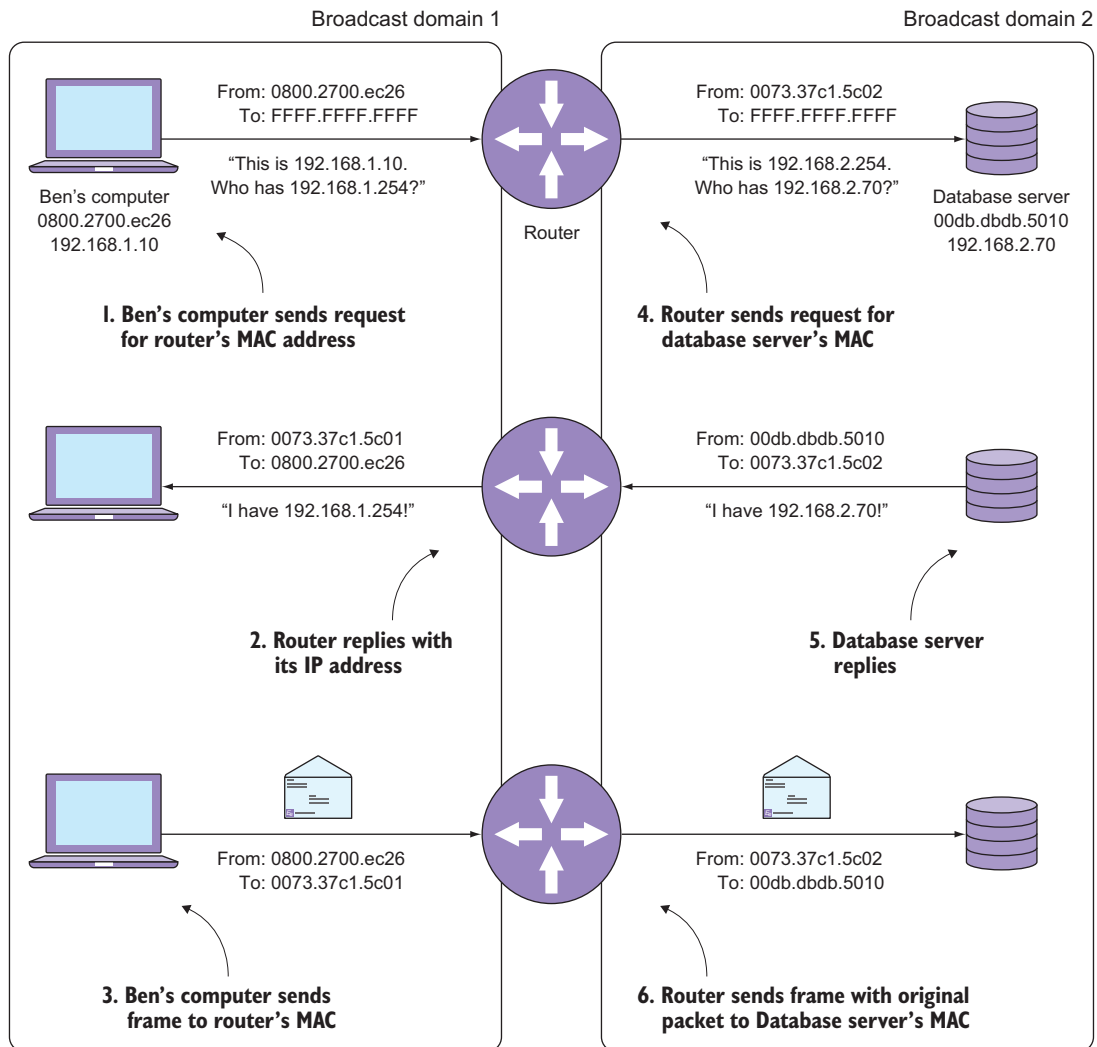 Broadcast domain 1
Broadcast domain 2
From: 0800.2700.ec26
To: FFFF.FFFF.FFFF
“This is 192.168.1.10.
Who has 192.168.1.254?”
Ben’s computer
0800.2700.ec26
192.168.1.10
Router
From: 0073.37c1.5c02
To: FFFF.FFFF.FFFF
“This is 192.168.2.254.
Who has 192.168.2.70?”
Database server
00db.dbdb.5010
192.168.2.70
1. Ben’s computer sends request
for router’s MAC address
4. Router sends request for
database server’s MAC
From: 0073.37c1.5c01
To: 0800.2700.ec26
“I have 192.168.1.254!”
From: 00db.dbdb.5010
To: 0073.37c1.5c02
“I have 192.168.2.70!”
2. Router replies with
its IP address
5. Database server
replies
From: 0800.2700.ec26
To: 0073.37c1.5c01
From: 0073.37c1.5c02
To: 00db.dbdb.5010
3. Ben’s computer sends
frame to router’s MAC
6. Router sends frame with original
packet to Database server’s MAC